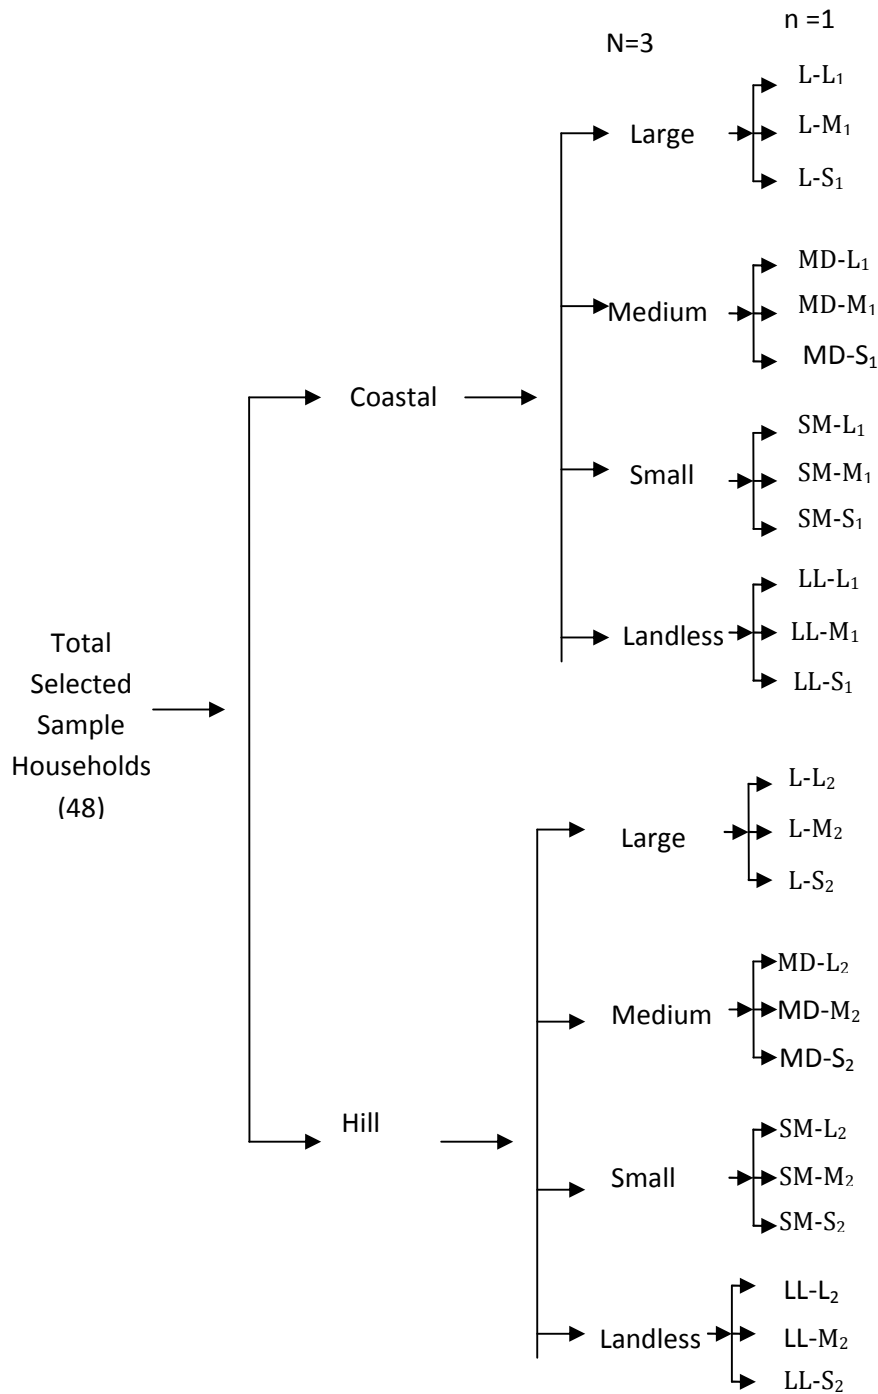 n =1
N=3
L-L₁
Large
L-M₁
L-S₁
MD-L₁
Medium
MD-M₁
MD-S₁
Coastal
SM-L₁
Small
SM-M₁
SM-S₁
LL-L₁
Landless
LL-M₁
LL-S₁
Total
Selected
Sample
Households
(48)
L-L₂
Large
L-M₂
L-S₂
MD-L₂
Medium
MD-M₂
MD-S₂
Hill
SM-L₂
Small
SM-M₂
SM-S₂
LL-L₂
Landless
LL-M₂
LL-S₂